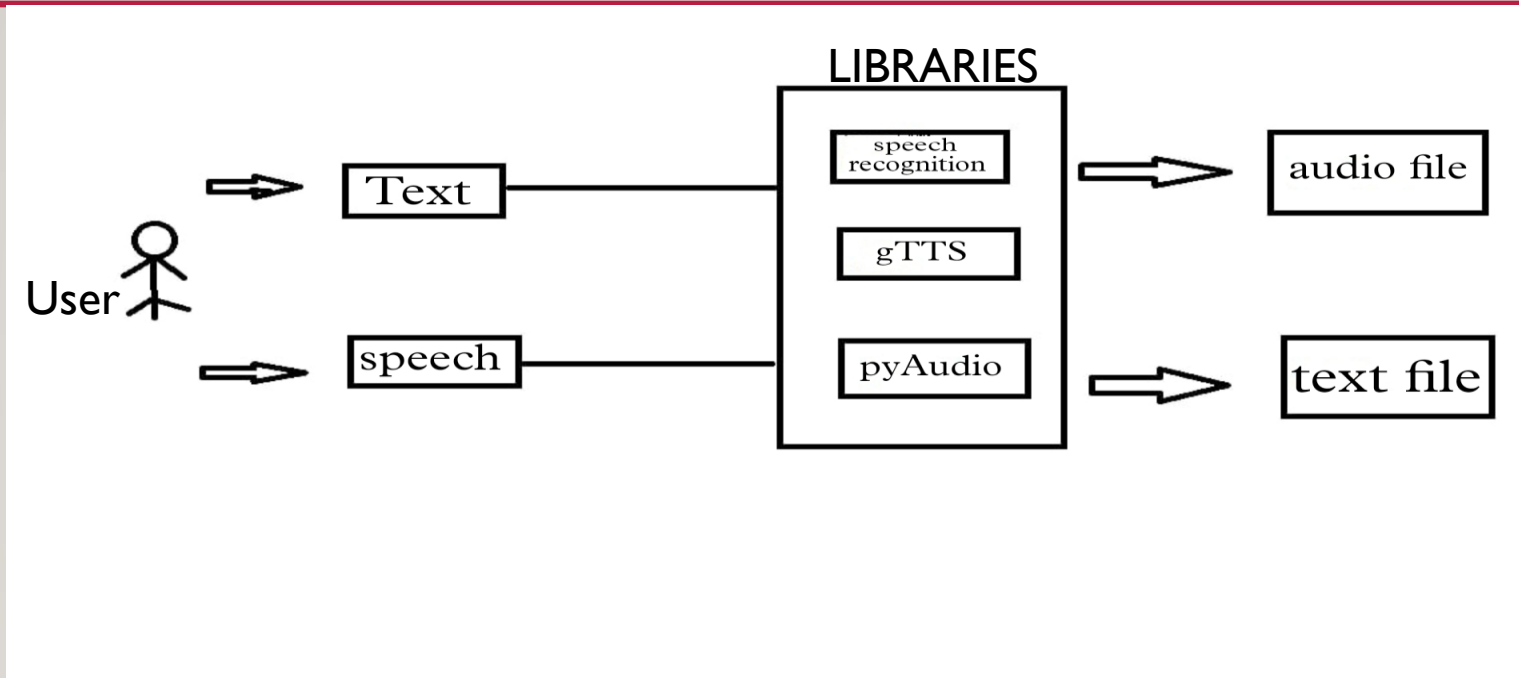 LIBRARIES
speech
recognition
audio file
Text
gTTS
User
speech
pyAudio
text file